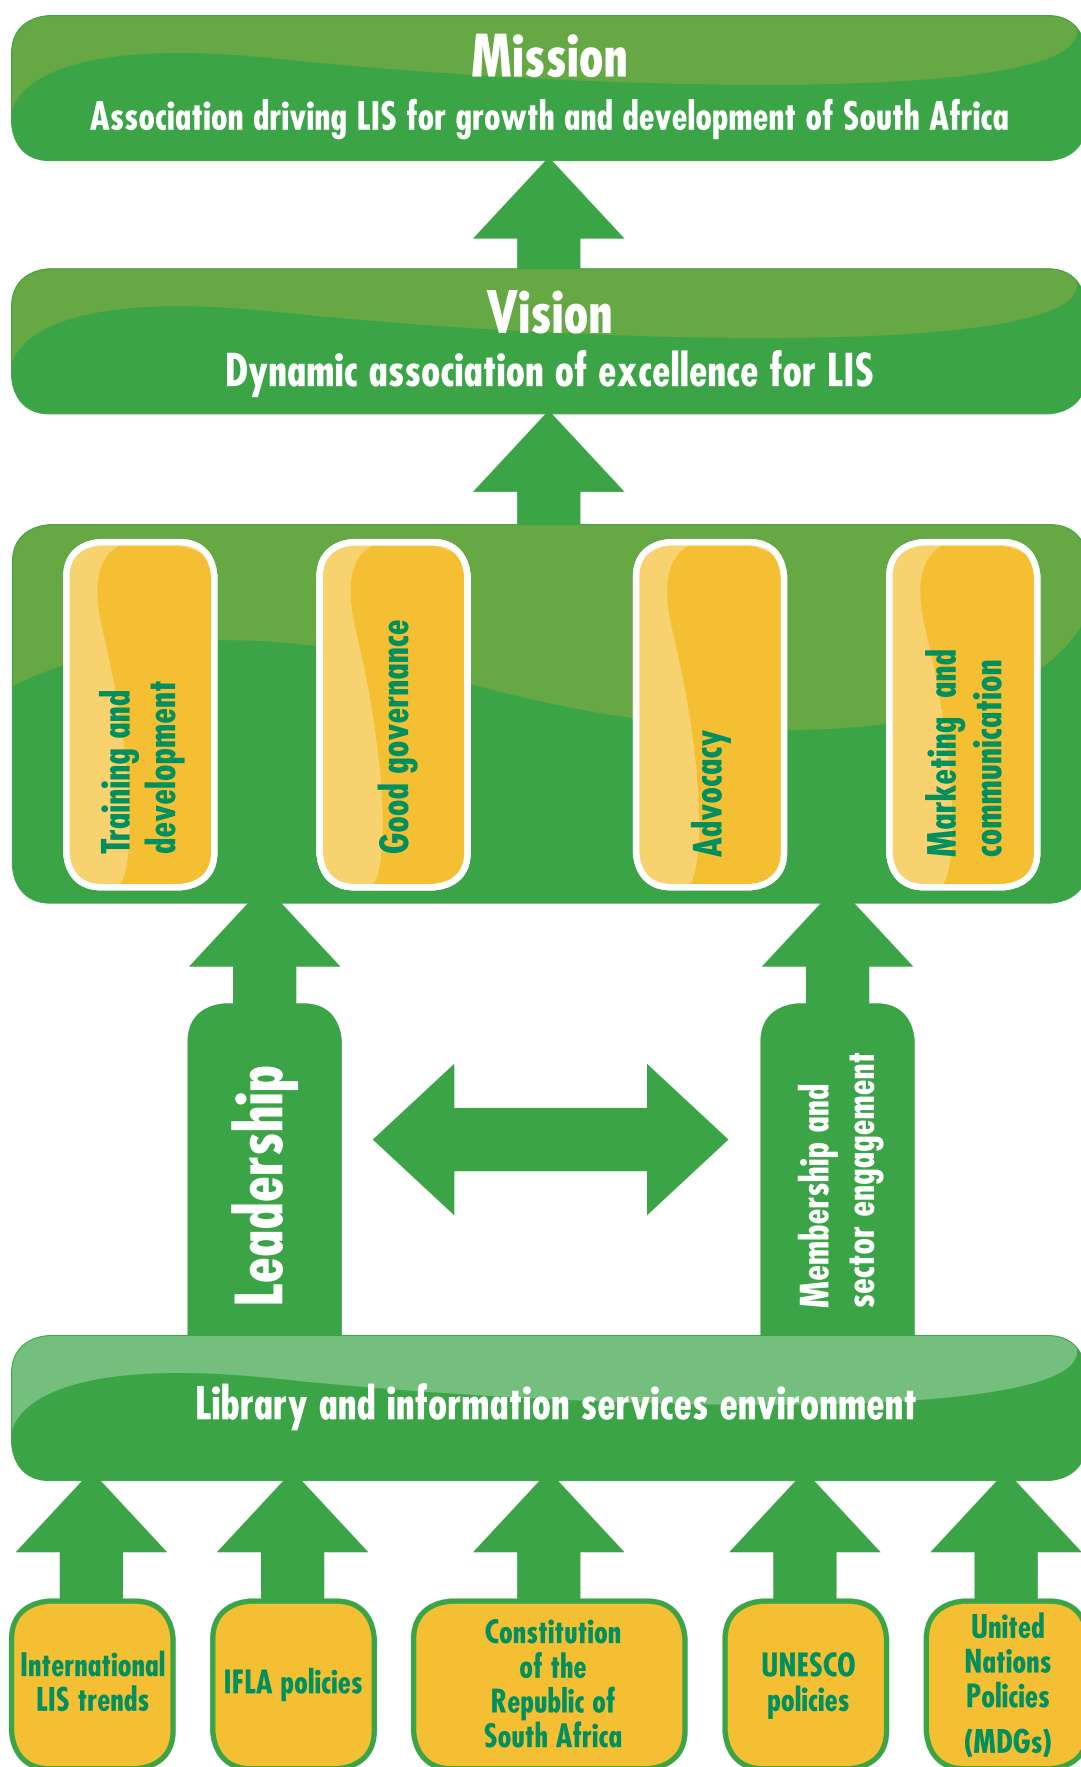 Mission
Association driving LIS for growth and development of South Africa
Vision
Dynamic association of excellence for LIS
Training and
development
Good governance
Advocacy
Marketing and
communication
Leadership
Membership and
sector engagement
Library and information services environment
International
LIS trends
IFLA policies
Constitution
of the
Republic of
South Africa
UNESCO
policies
United
Nations
Policies
(MDGs)